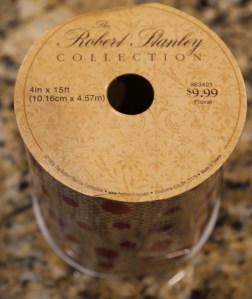 The
Robert Stanley
COLLECTION
4in x 15ft
(10.16cm x 4.57m)
$9.99
Floral